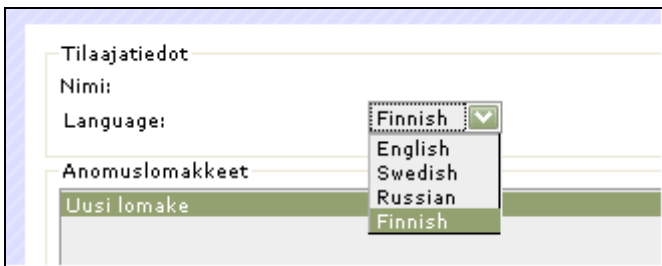 Tilaajatiedot
Nimi:
Language: Finnish
English
Swedish
Russian
Finnish
Anomuslomakkeet
Uusi lomake